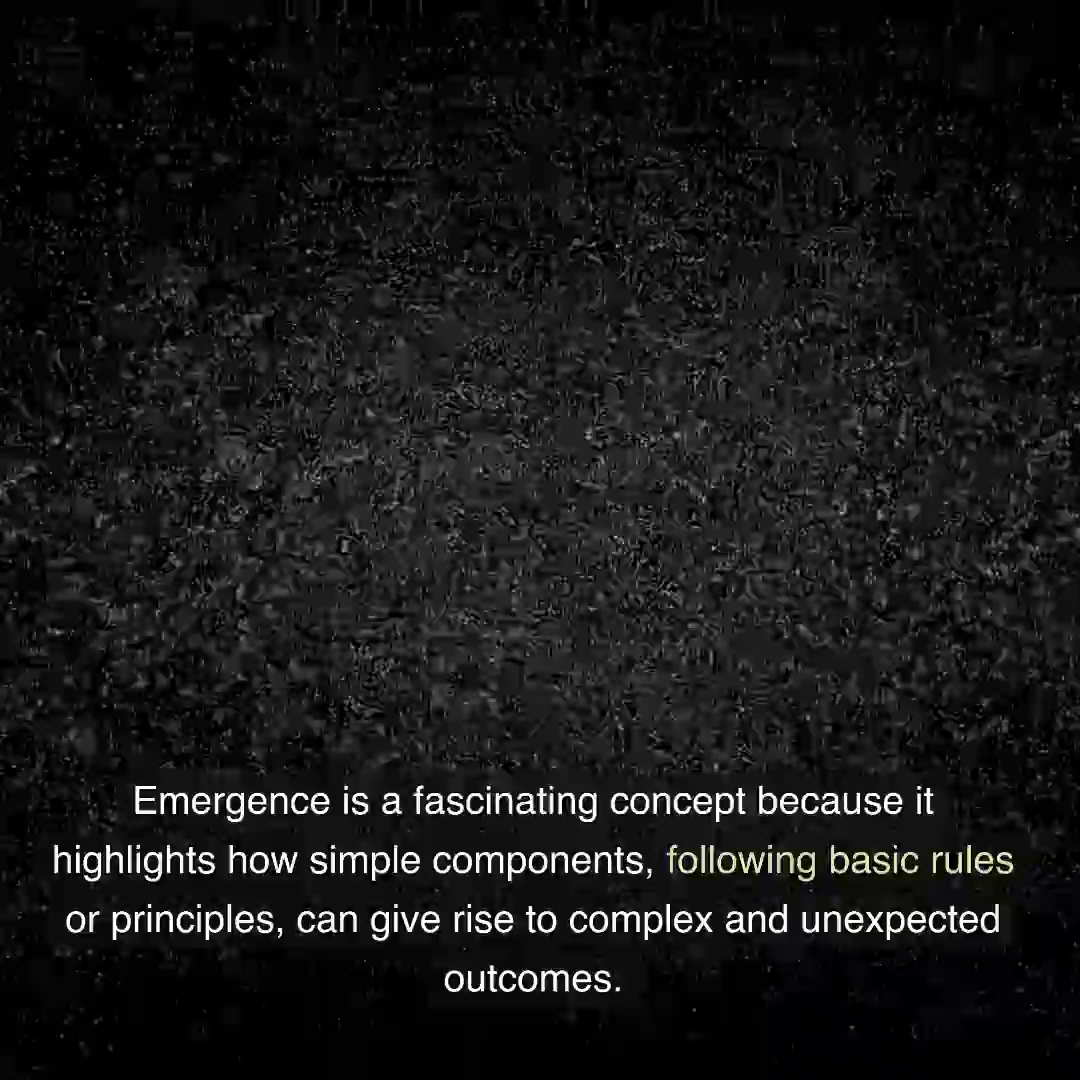 Emergence is a fascinating concept because it
highlights how simple components, following basic rules
or principles, can give rise to complex and unexpected
outcomes.